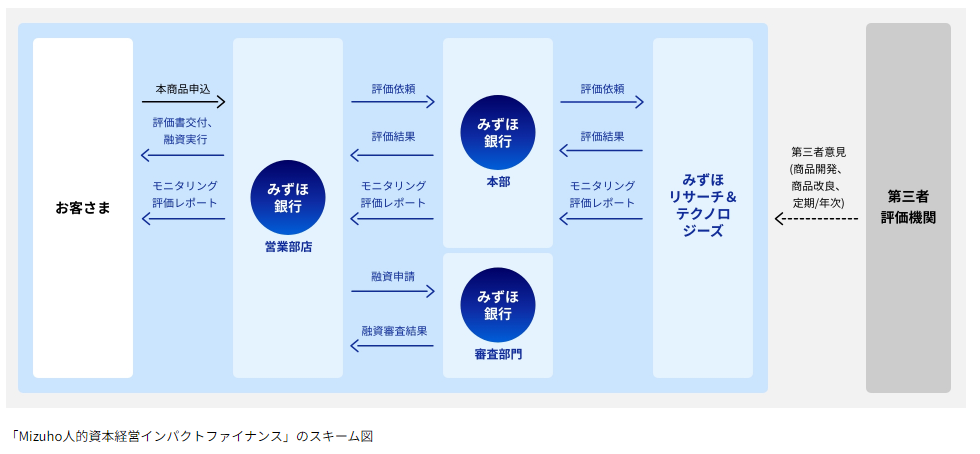 お客さま
本商品申込
評価書交付、
融資実行
モニタリング
評価レポート
みずほ
銀行
営業部店
評価依頼
評価結果
モニタリング
評価レポート
融資申請
融資審査結果
みずほ
銀行
本部
みずほ
銀行
審査部門
評価依頼
評価結果
モニタリング
評価レポート
みずほ
リサーチ＆
テクノロ
ジーズ
第三者意見
(商品開発、
商品改良、
定期/年次)
第三者
評価機関
「Mizuho人的資本経営インパクトファイナンス」のスキーム図